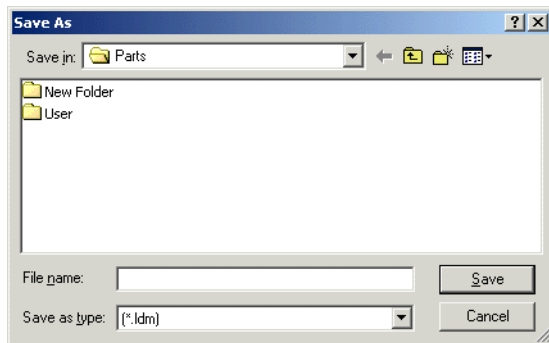 Save As
Save in: Parts
New Folder
User
File name:
Save
Save as type: (*.ldm)
Cancel